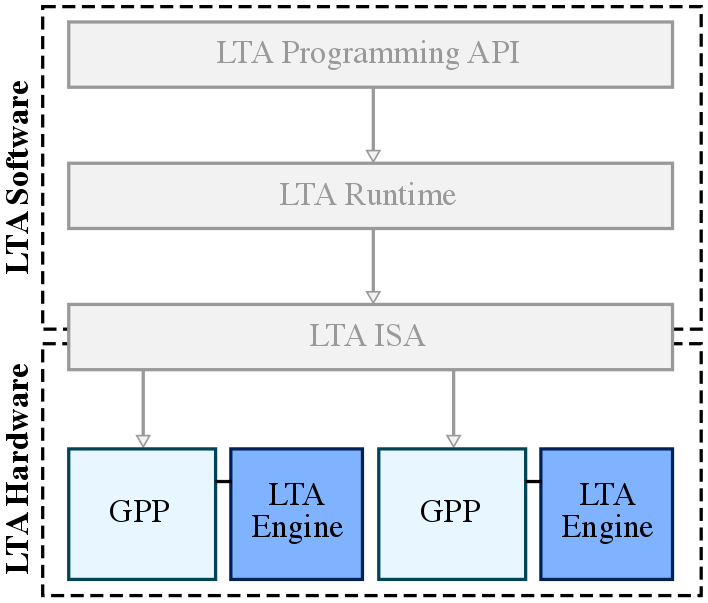 LTA Software
LTA Programming API
LTA Runtime
LTA ISA
LTA Hardware
GPP
LTA
Engine
GPP
LTA
Engine